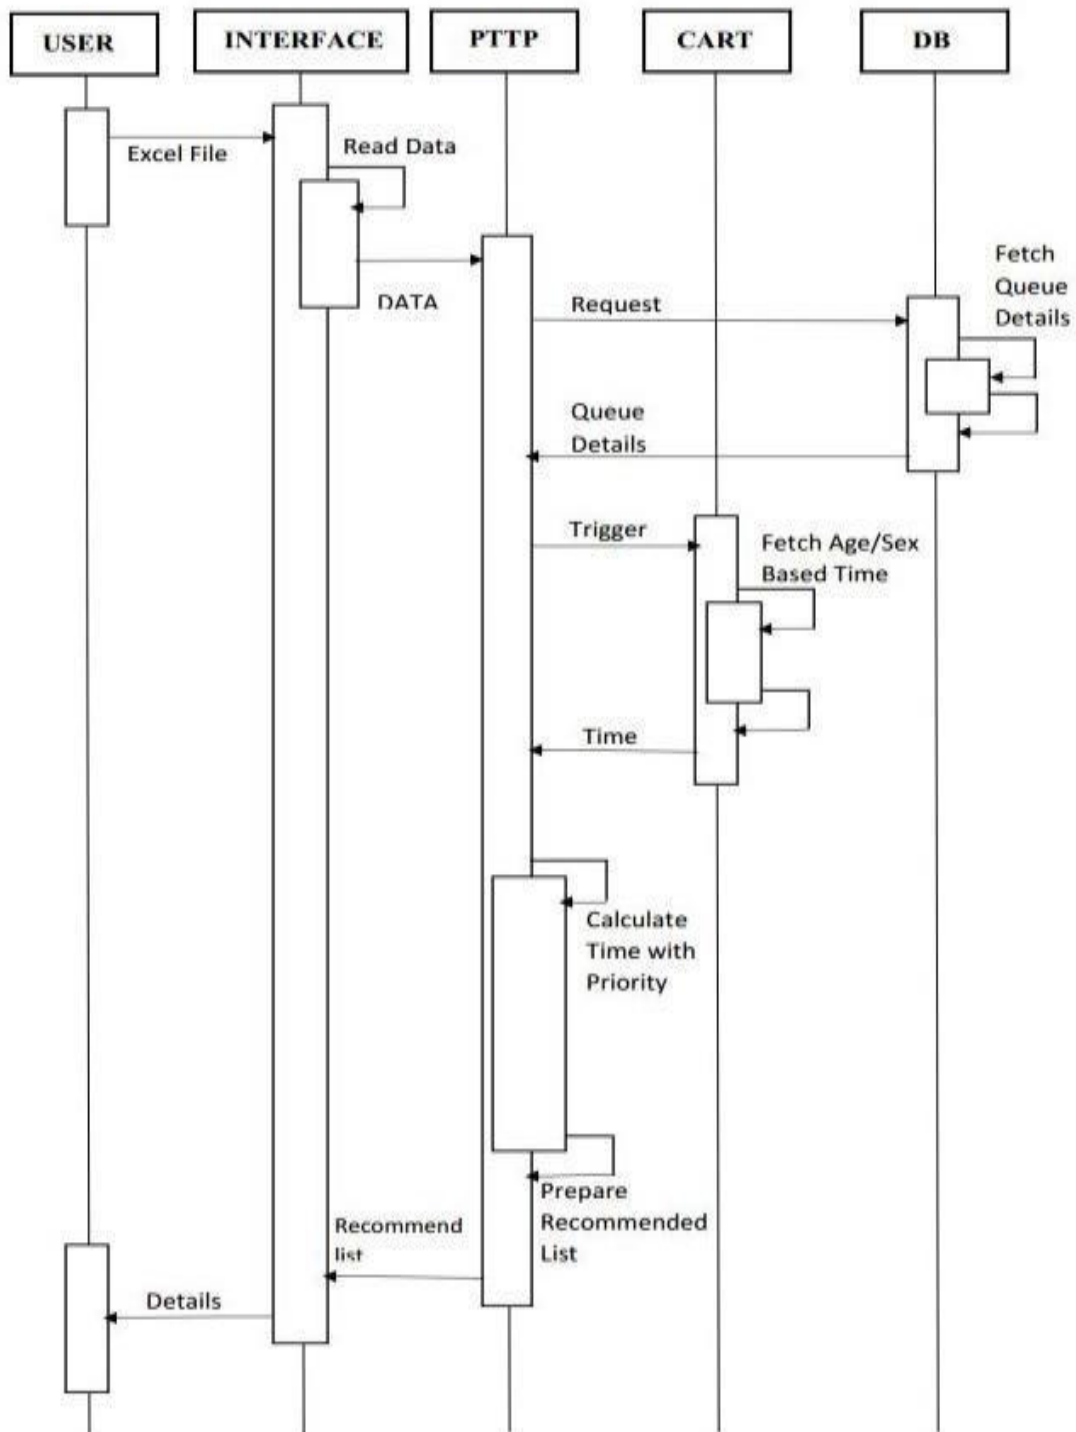 USER
INTERFACE
PTTP
CART
DB
Excel File
Read Data
DATA
Request
Fetch
Queue
Details
Queue
Details
Trigger
Fetch Age/Sex
Based Time
Time
Calculate
Time with
Priority
Prepare
Recommended
List
Recommend
list
Details